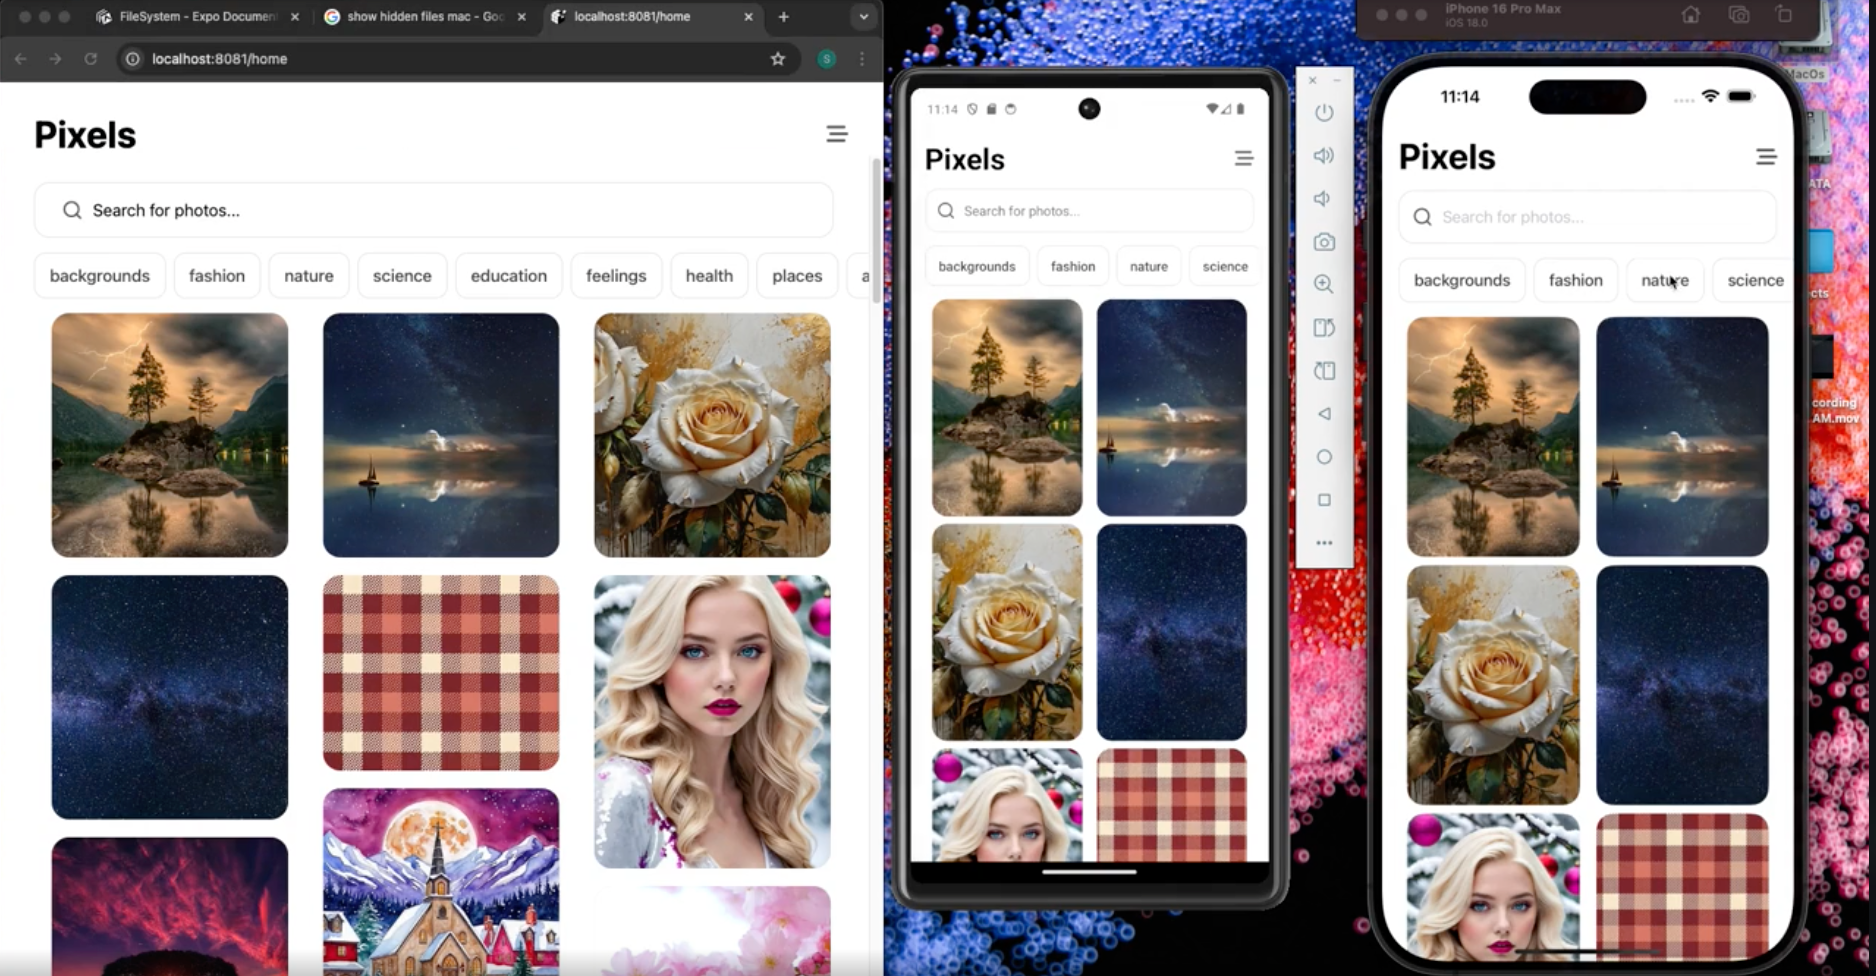 FileSystem - Expo Documen
show hidden files mac - Goo
localhost:8081/home
localhost:8081/home
S
Pixels
Search for photos...
backgrounds
fashion
nature
science
education
feelings
health
places
a
11:14
Pixels
Search for photos...
backgrounds
fashion
nature
science
iPhone 16 Pro Max
iOS 18.0
11:14
Pixels
Search for photos...
backgrounds
fashion
nature
science
MacOs
ATA
cts
cording
AM.mov